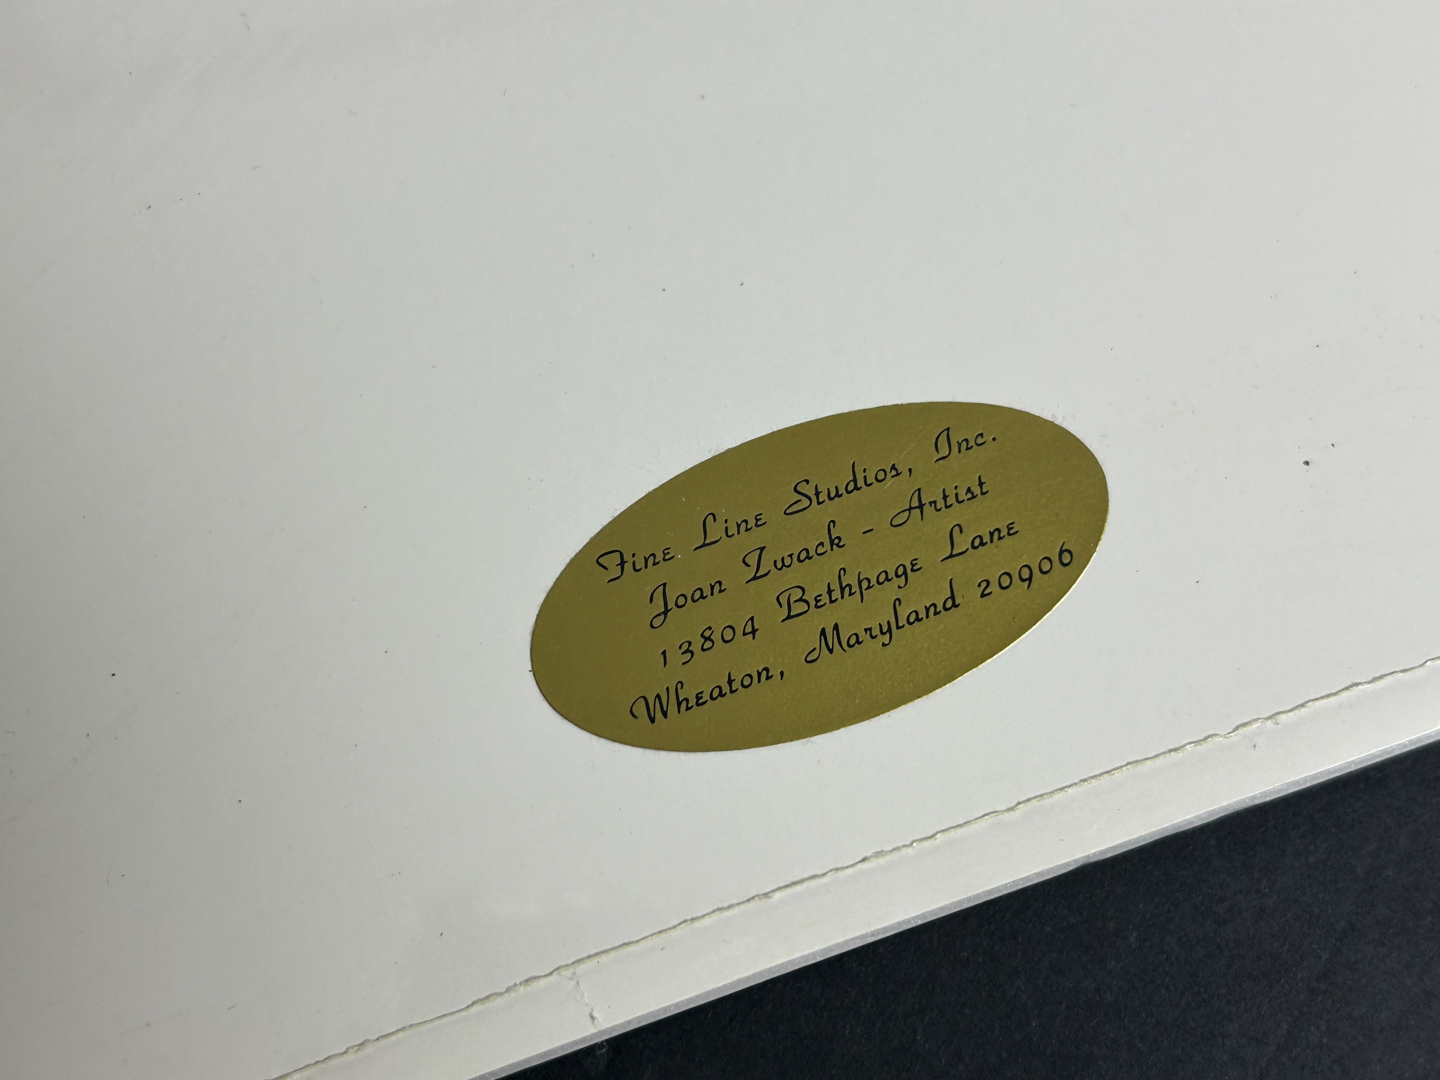 Fine Line Studios, Inc.
Joan Zwack - Artist
13804 Bethpage Lane
Wheaton, Maryland 20906